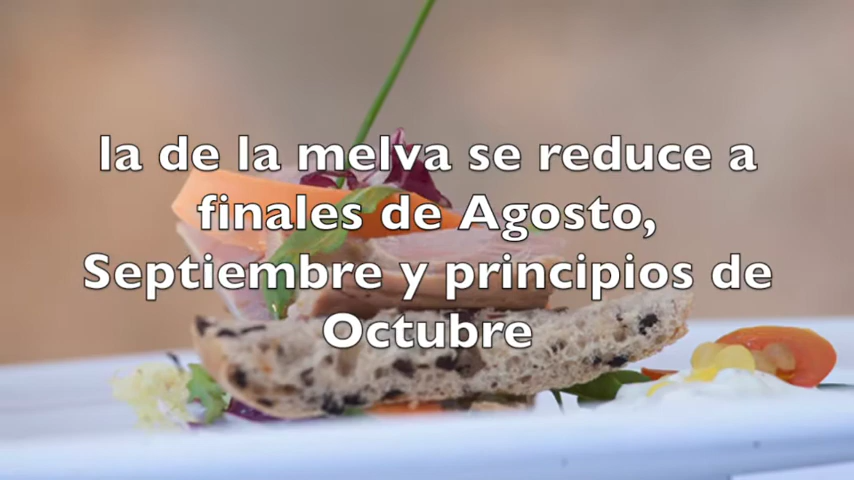 la de la melva se reduce a
finales de Agosto,
Septiembre y principios de
Octubre